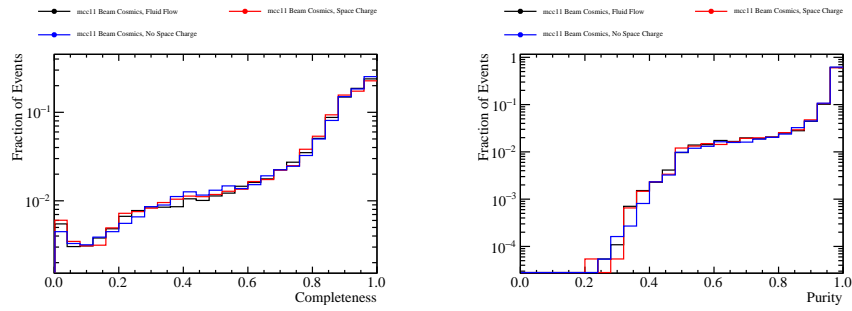 mcc11 Beam Cosmics, Fluid Flow
mcc11 Beam Cosmics, Space Charge
mcc11 Beam Cosmics, No Space Charge
Fraction of Events
10⁻¹
10⁻²
0.0 0.2 0.4 0.6 0.8 1.0
Completeness
mcc11 Beam Cosmics, Fluid Flow
mcc11 Beam Cosmics, Space Charge
mcc11 Beam Cosmics, No Space Charge
Fraction of Events
1
10⁻¹
10⁻²
10⁻³
10⁻⁴
0.0 0.2 0.4 0.6 0.8 1.0
Purity